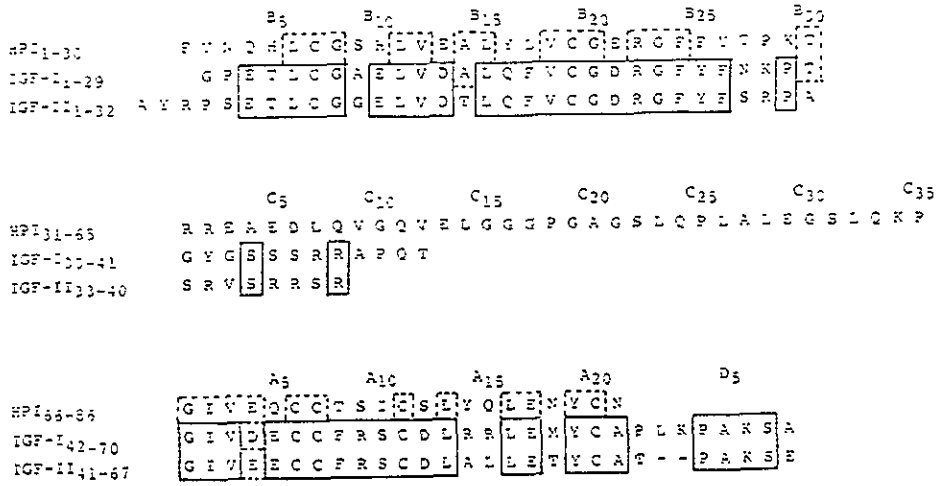 B5 B10 B15 B20 B25 B30
HPI1-30 F V N Q H L C G S H L V E A L Y L V C G E R G F F Y T P K T
IGF-I1-29 G P E T L C G A E L V D A L Q F V C G D R G F Y F N K P T
IGF-II1-32 A Y R P S E T L C G G E L V D T L Q F V C G D R G F Y F S R P A
C5 C10 C15 C20 C25 C30 C35
HPI31-65 R R E A E D L Q V G Q V E L G G G P G A G S L Q P L A L E G S L Q K P
IGF-I30-41 G Y G S S S R R A P Q T
IGF-II33-40 S R V S R R S R
A5 A10 A15 A20 D5
HPI66-86 G I V E Q C C T S I C S L Y Q L E N Y C N
IGF-I42-70 G I V D E C C F R S C D L R R L E M Y C A P L K P A K S A
IGF-II41-67 G I V E E C C F R S C D L A L L E T Y C A T - - P A K S E